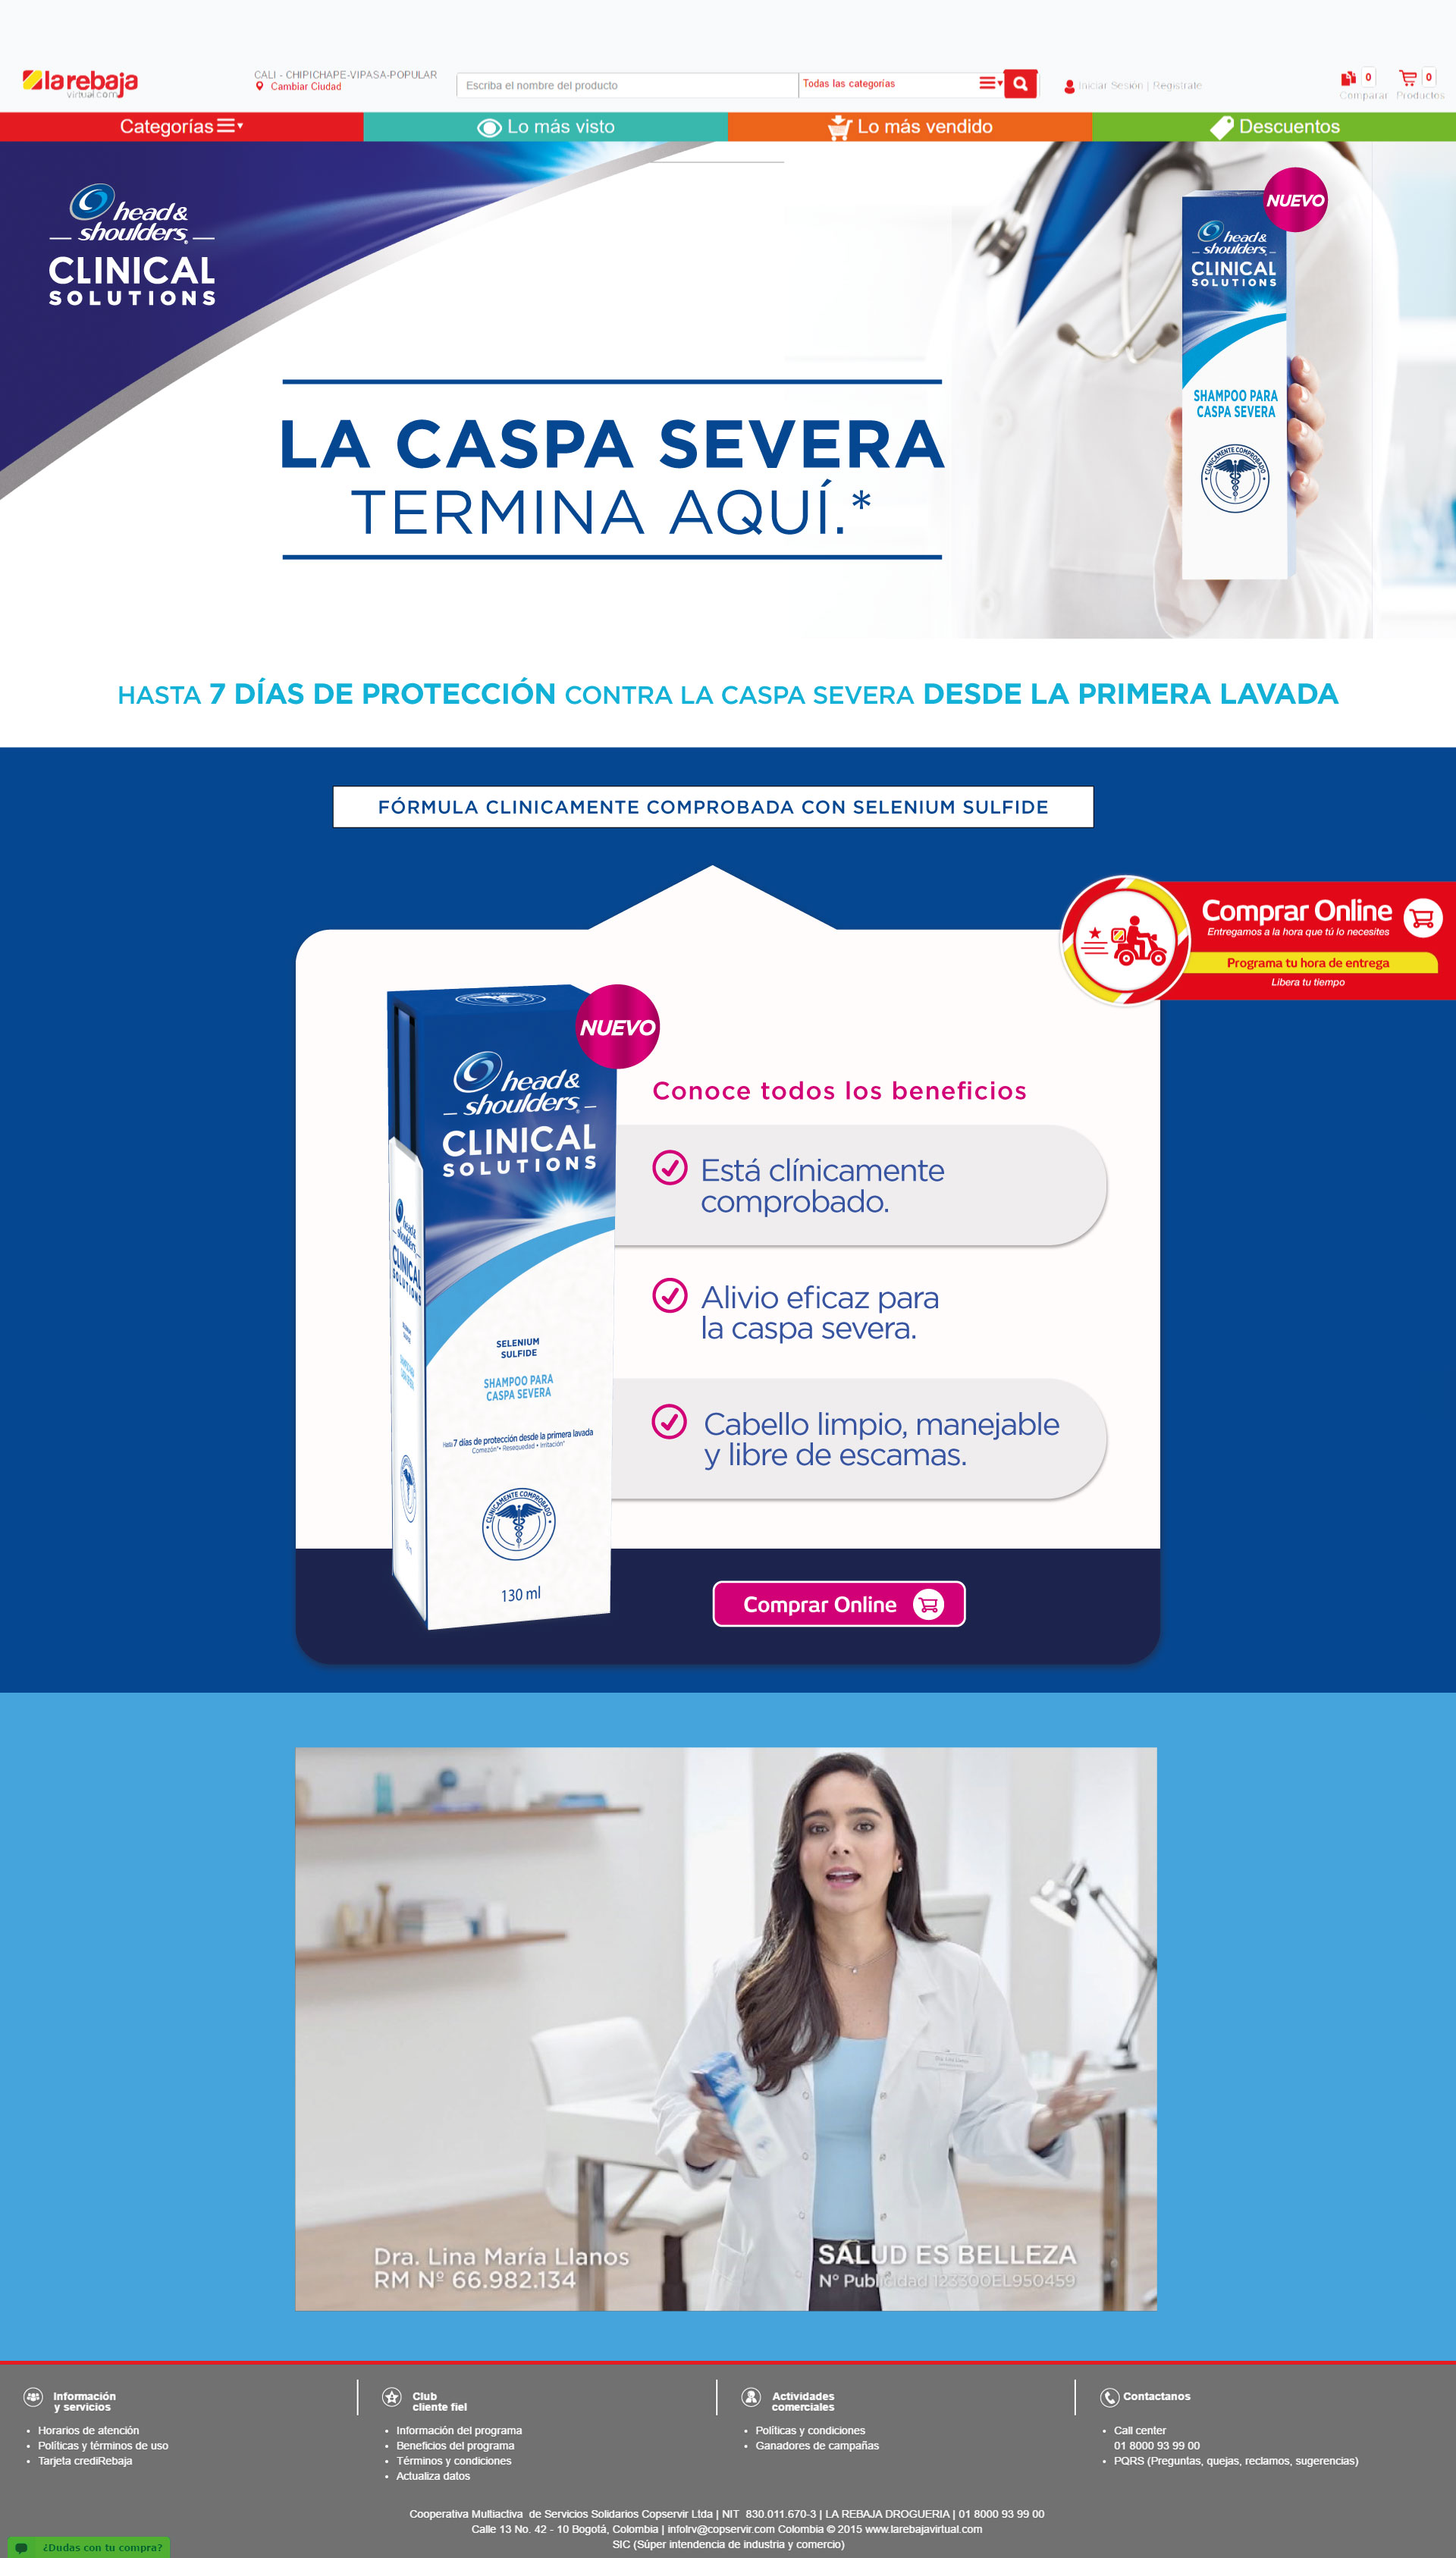 larebaja
virtual.com
CALI - CHIPICHAPE-VIPASA-POPULAR
Cambiar Ciudad
Escriba el nombre del producto
Todas las categorías
Iniciar Sesión | Registrate
0
0
Comparar Productos
Categorías
Lo más visto
Lo más vendido
Descuentos
head &
shoulders
CLINICAL
SOLUTIONS
NUEVO
head &
shoulders
CLINICAL
SOLUTIONS
SHAMPOO PARA
CASPA SEVERA
CLINICAMENTE COMPROBADO
LA CASPA SEVERA
TERMINA AQUÍ.*
HASTA 7 DÍAS DE PROTECCIÓN CONTRA LA CASPA SEVERA DESDE LA PRIMERA LAVADA
FÓRMULA CLINICAMENTE COMPROBADA CON SELENIUM SULFIDE
Comprar Online
Entregamos a la hora que tú lo necesites
Programa tu hora de entrega
Libera tu tiempo
NUEVO
head &
shoulders
CLINICAL
SOLUTIONS
head &
shoulders
CLINICAL
SOLUTIONS
SELENIUM
SULFIDE
SHAMPOO PARA
CASPA SEVERA
Hasta 7 días de protección desde la primera lavada
Comezón* • Resequedad • Irritación*
CLINICAMENTE COMPROBADO
130 ml
Conoce todos los beneficios
Está clínicamente
comprobado.
Alivio eficaz para
la caspa severa.
Cabello limpio, manejable
y libre de escamas.
Comprar Online
Dra. Lina María Llanos
RM Nº 66.982.134
SALUD ES BELLEZA
Nº Publicidad 123300EL950459
Información
y servicios
Horarios de atención
Políticas y términos de uso
Tarjeta crediRebaja
Club
cliente fiel
Información del programa
Beneficios del programa
Términos y condiciones
Actualiza datos
Actividades
comerciales
Políticas y condiciones
Ganadores de campañas
Contactanos
Call center
01 8000 93 99 00
PQRS (Preguntas, quejas, reclamos, sugerencias)
Cooperativa Multiactiva de Servicios Solidarios Copservir Ltda | NIT 830.011.670-3 | LA REBAJA DROGUERIA | 01 8000 93 99 00
Calle 13 No. 42 - 10 Bogotá, Colombia | infolrv@copservir.com Colombia © 2015 www.larebajavirtual.com
SIC (Súper intendencia de industria y comercio)
¿Dudas con tu compra?